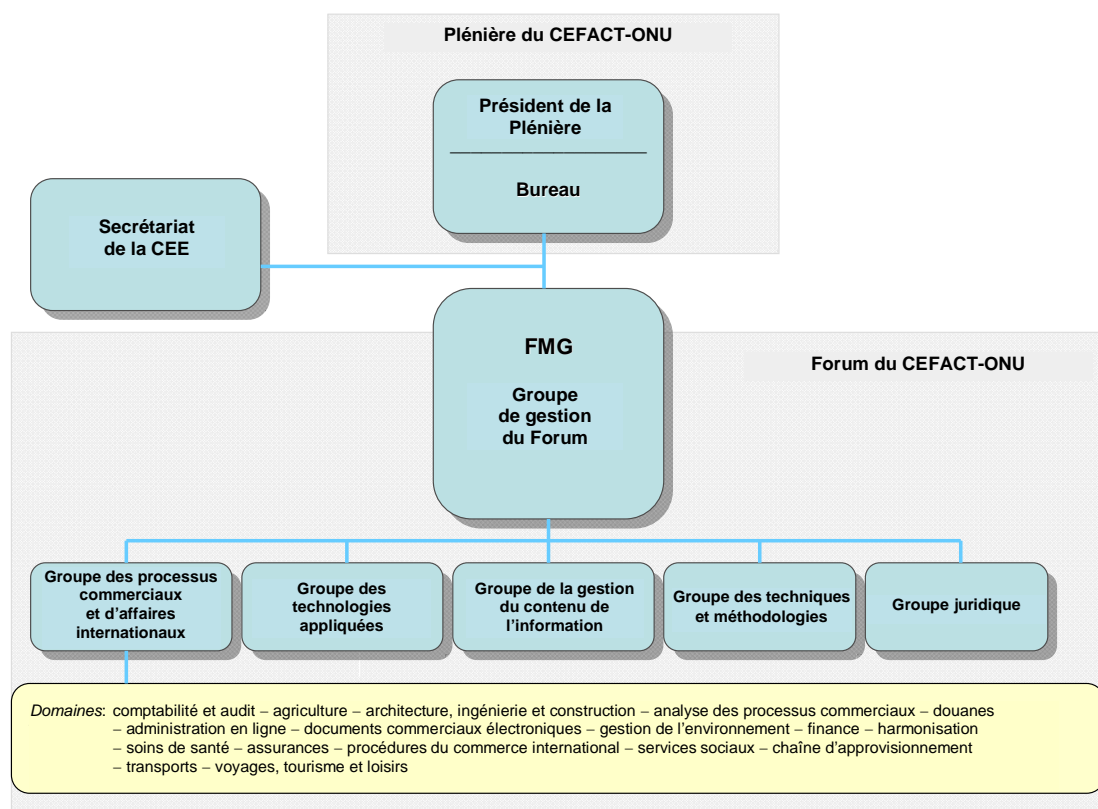 Plénière du CEFACT-ONU
Président de la
Plénière
Bureau
Secrétariat
de la CEE
FMG
Groupe
de gestion
du Forum
Forum du CEFACT-ONU
Groupe des processus
commerciaux
et d’affaires
internationaux
Groupe des
technologies
appliquées
Groupe de la gestion
du contenu de
l’information
Groupe des techniques
et méthodologies
Groupe juridique
Domaines: comptabilité et audit – agriculture – architecture, ingénierie et construction – analyse des processus commerciaux – douanes
– administration en ligne – documents commerciaux électroniques – gestion de l’environnement – finance – harmonisation
– soins de santé – assurances – procédures du commerce international – services sociaux – chaîne d’approvisionnement
– transports – voyages, tourisme et loisirs